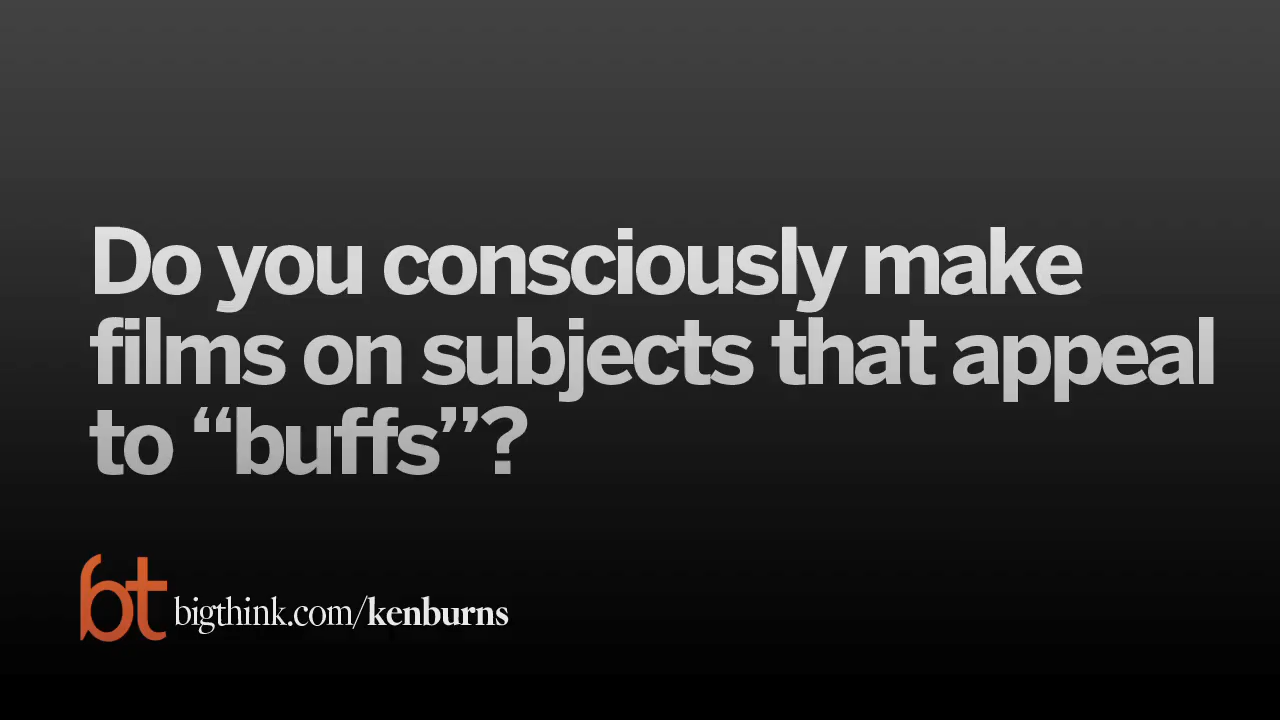 Do you consciously make
films on subjects that appeal
to “buffs”?
bt bigthink.com/kenburns